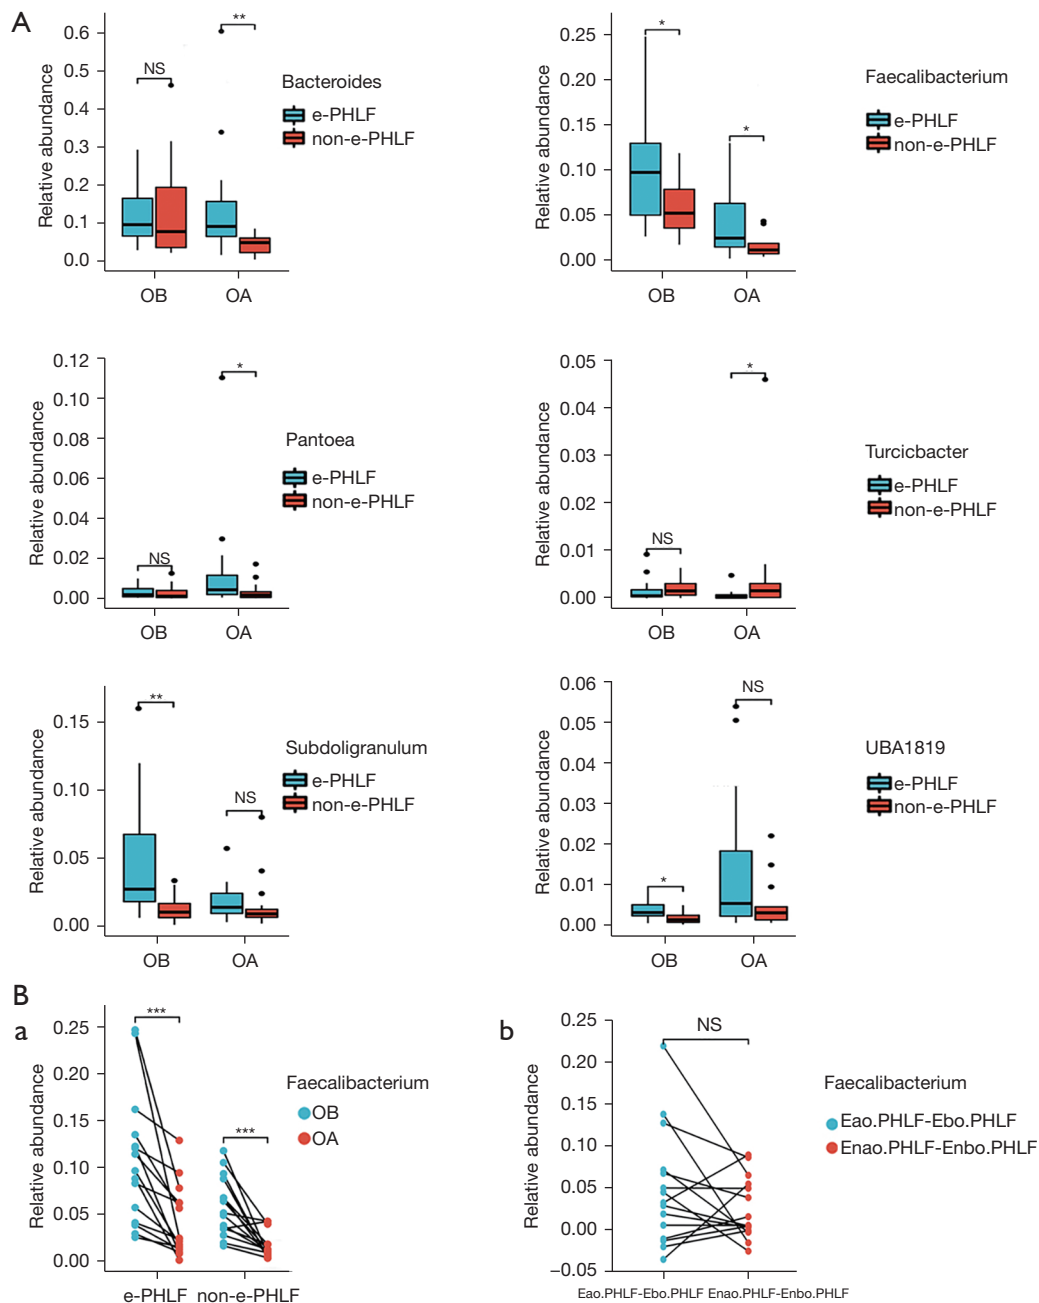 A
Relative abundance
0.6
0.5
0.4
0.3
0.2
0.1
0.0
NS
**
OB
OA
Bacteroides
e-PHLF
non-e-PHLF
Relative abundance
0.25
0.20
0.15
0.10
0.05
0.00
*
*
OB
OA
Faecalibacterium
e-PHLF
non-e-PHLF
Relative abundance
0.12
0.10
0.08
0.06
0.04
0.02
0.00
NS
*
OB
OA
Pantoea
e-PHLF
non-e-PHLF
Relative abundance
0.05
0.04
0.03
0.02
0.01
0.00
NS
*
OB
OA
Turcicbacter
e-PHLF
non-e-PHLF
Relative abundance
0.15
0.10
0.05
0.00
**
NS
OB
OA
Subdoligranulum
e-PHLF
non-e-PHLF
Relative abundance
0.06
0.05
0.04
0.03
0.02
0.01
0.00
*
NS
OB
OA
UBA1819
e-PHLF
non-e-PHLF
B
a
Relative abundance
0.25
0.20
0.15
0.10
0.05
0.00
***
***
e-PHLF
non-e-PHLF
Faecalibacterium
OB
OA
b
Relative abundance
0.25
0.20
0.15
0.10
0.05
0.00
−0.05
NS
Eao.PHLF-Ebo.PHLF
Enao.PHLF-Enbo.PHLF
Faecalibacterium
Eao.PHLF-Ebo.PHLF
Enao.PHLF-Enbo.PHLF